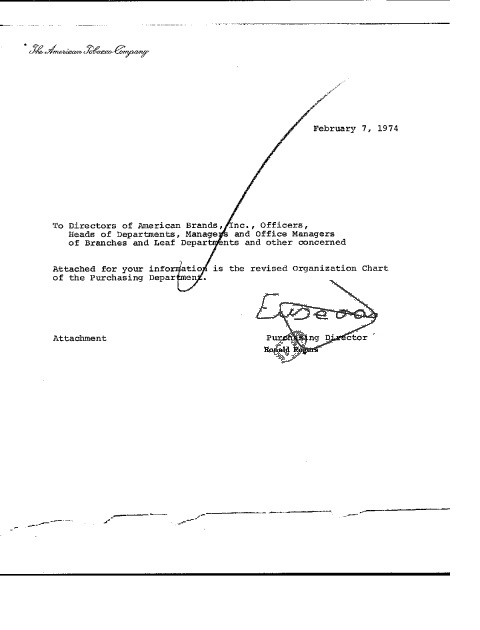 The American Tobacco Company
February 7, 1974
To Directors of American Brands, Inc., Officers,
Heads of Departments, Managers and Office Managers
of Branches and Leaf Departments and other concerned
Attached for your information is the revised Organization Chart
of the Purchasing Department.
Attachment
Purchasing Director
Ronald Rogers